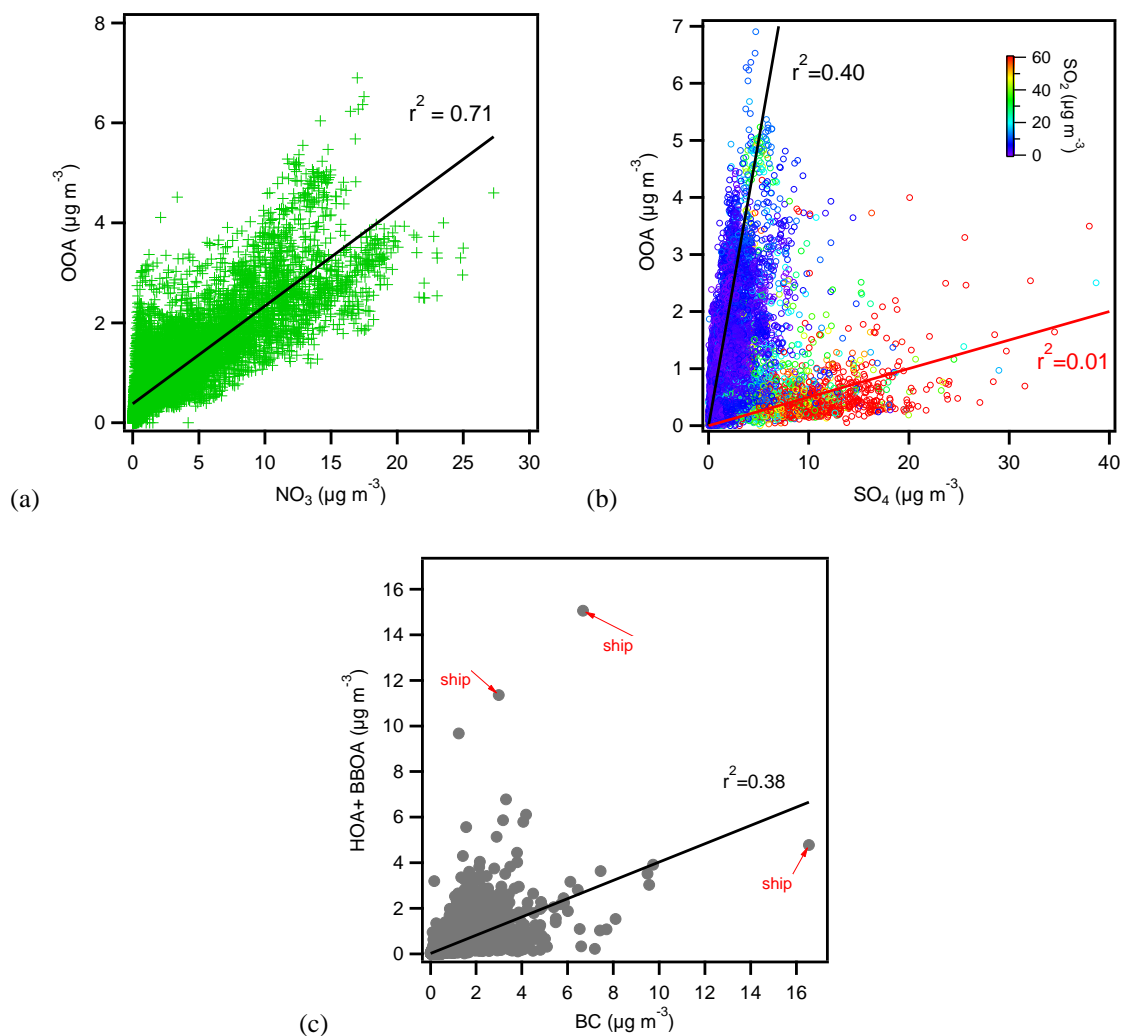 8
6
4
2
0
OOA (µg m⁻³)
r² = 0.71
0 5 10 15 20 25 30
NO₃ (µg m⁻³)
(a)
7
6
5
4
3
2
1
0
OOA (µg m⁻³)
r²=0.40
60
40
20
0
SO₂ (µg m⁻³)
r²=0.01
0 10 20 30 40
SO₄ (µg m⁻³)
(b)
16
14
12
10
8
6
4
2
0
HOA+ BBOA (µg m⁻³)
ship
ship
r²=0.38
ship
0 2 4 6 8 10 12 14 16
BC (µg m⁻³)
(c)